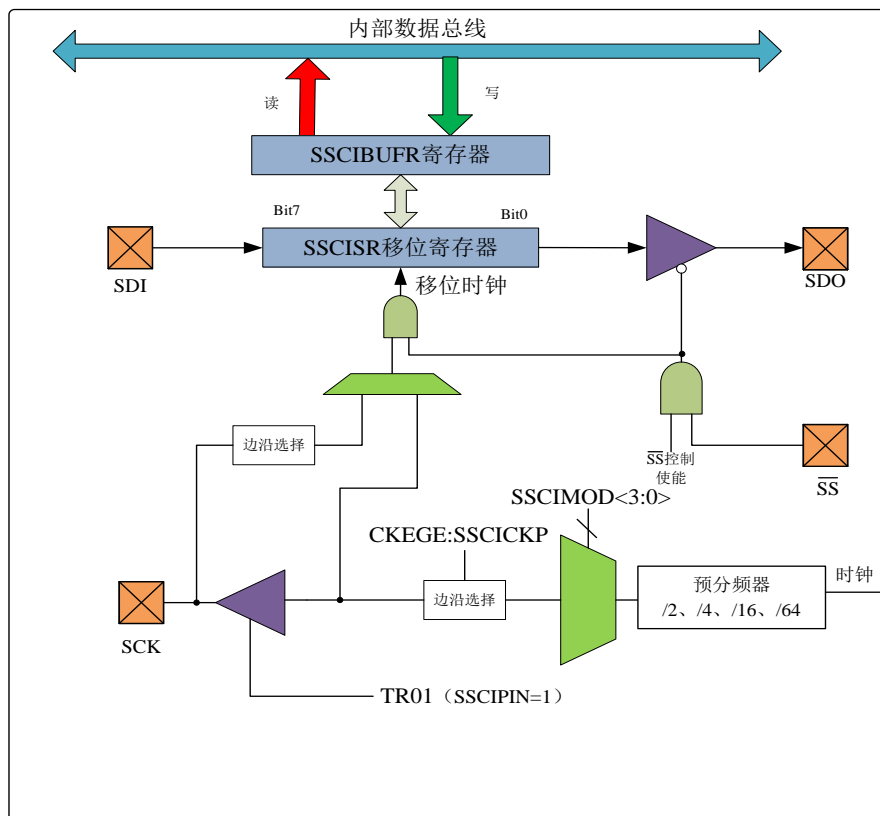 内部数据总线
读
写
SSCIBUFR寄存器
Bit7
Bit0
SSCISR移位寄存器
SDI
SDO
移位时钟
边沿选择
SS控制
使能
SS
SSCIMOD<3:0>
CKEGE:SSCICKP
边沿选择
预分频器
/2、/4、/16、/64
时钟
SCK
TR01（SSCIPIN=1）